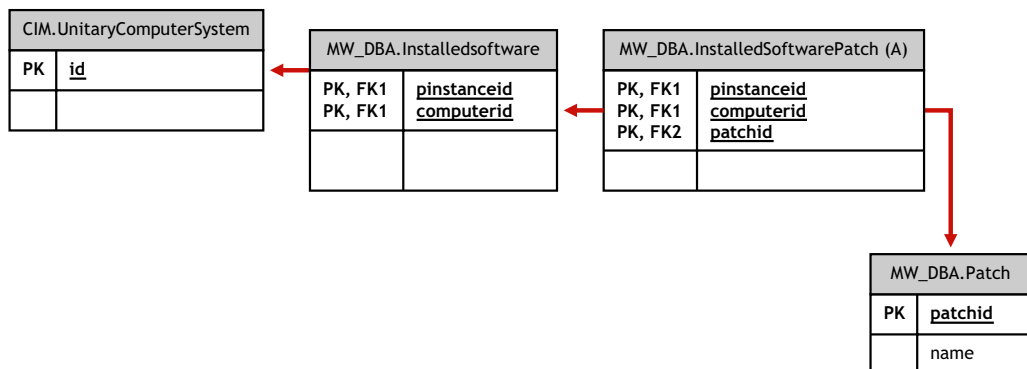 CIM.UnitaryComputerSystem
PK id
MW_DBA.Installedsoftware
PK, FK1 pinstanceid
PK, FK1 computerid
MW_DBA.InstalledSoftwarePatch (A)
PK, FK1 pinstanceid
PK, FK1 computerid
PK, FK2 patchid
MW_DBA.Patch
PK patchid
name